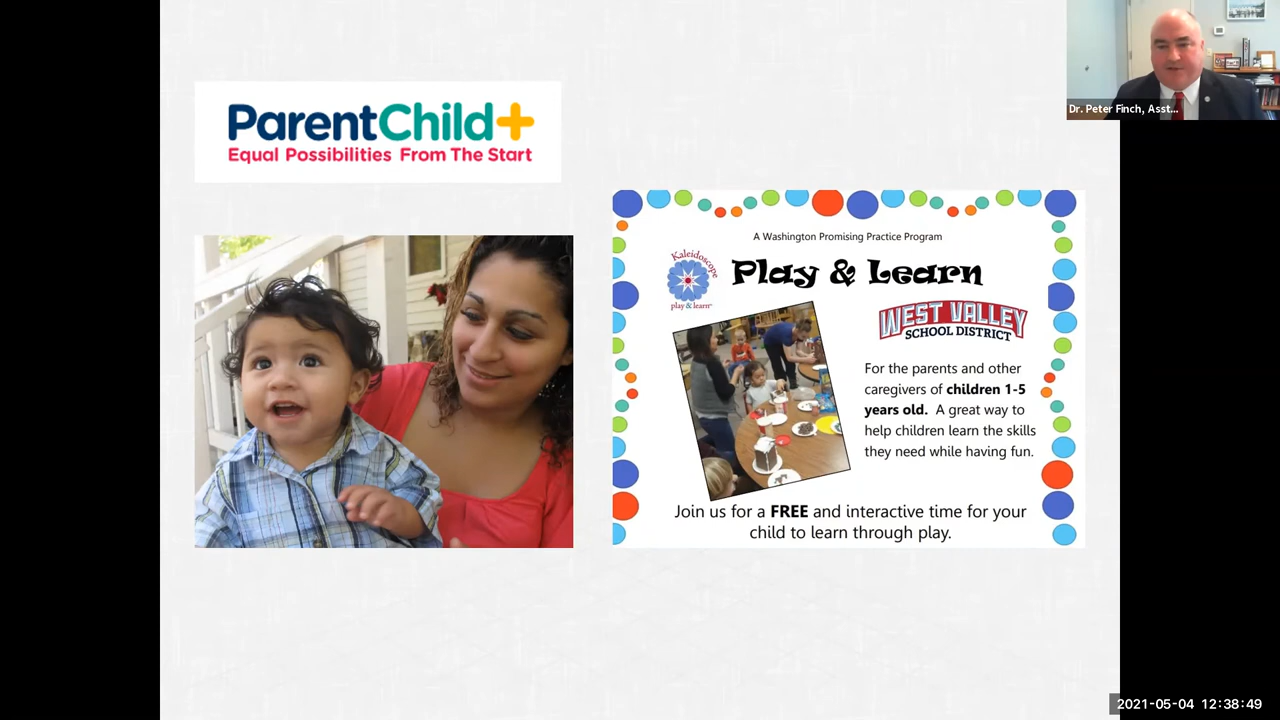 ParentChild+
Equal Possibilities From The Start
Dr. Peter Finch, Asst...
A Washington Promising Practice Program
Kaleidoscope
play & learn
Play & Learn
WEST VALLEY
SCHOOL DISTRICT
For the parents and other
caregivers of children 1-5
years old. A great way to
help children learn the skills
they need while having fun.
Join us for a FREE and interactive time for your
child to learn through play.
2021-05-04 12:38:49